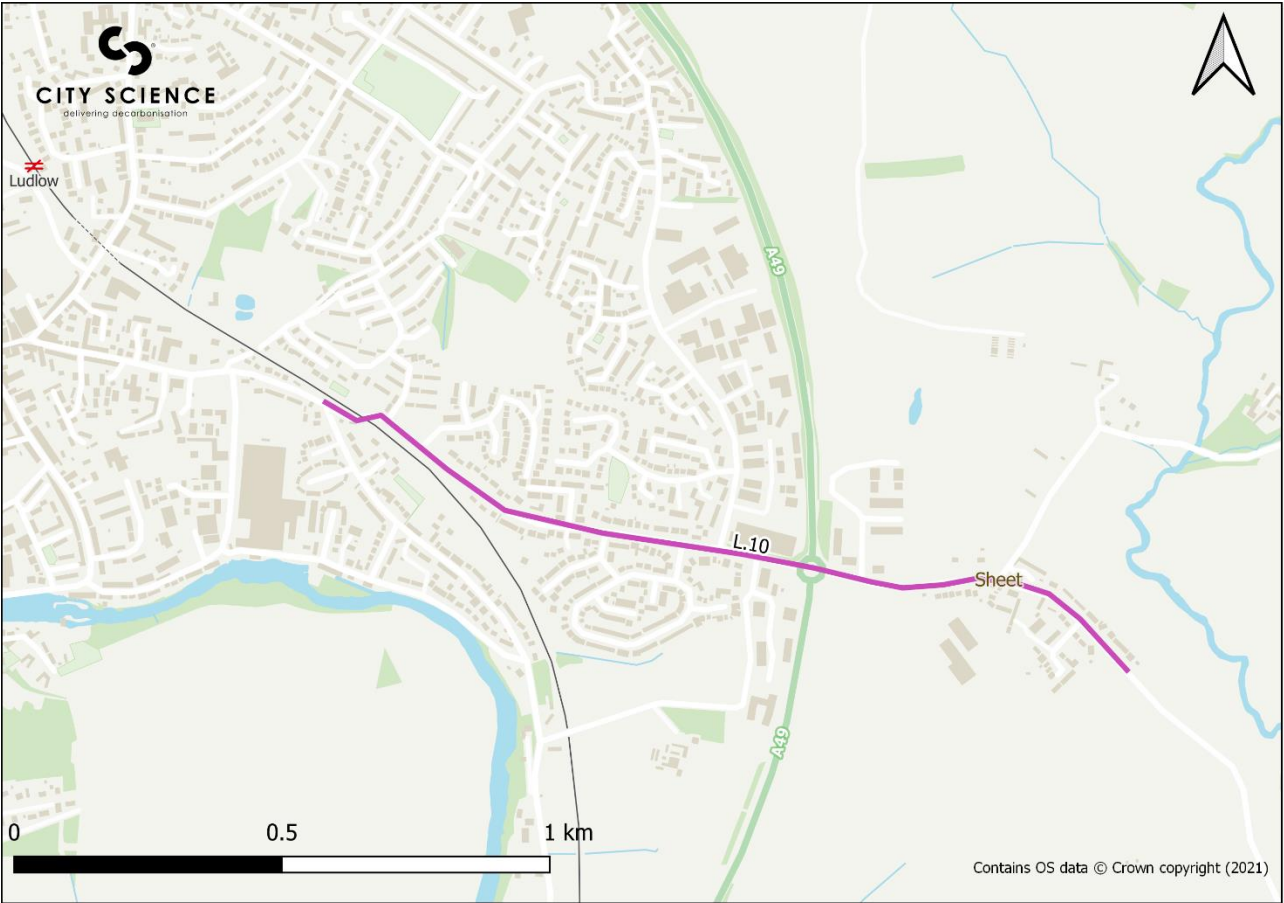 CITY SCIENCE
delivering decarbonisation
Ludlow
A49
L.10
Sheet
A49
0 0.5 1 km
Contains OS data © Crown copyright (2021)